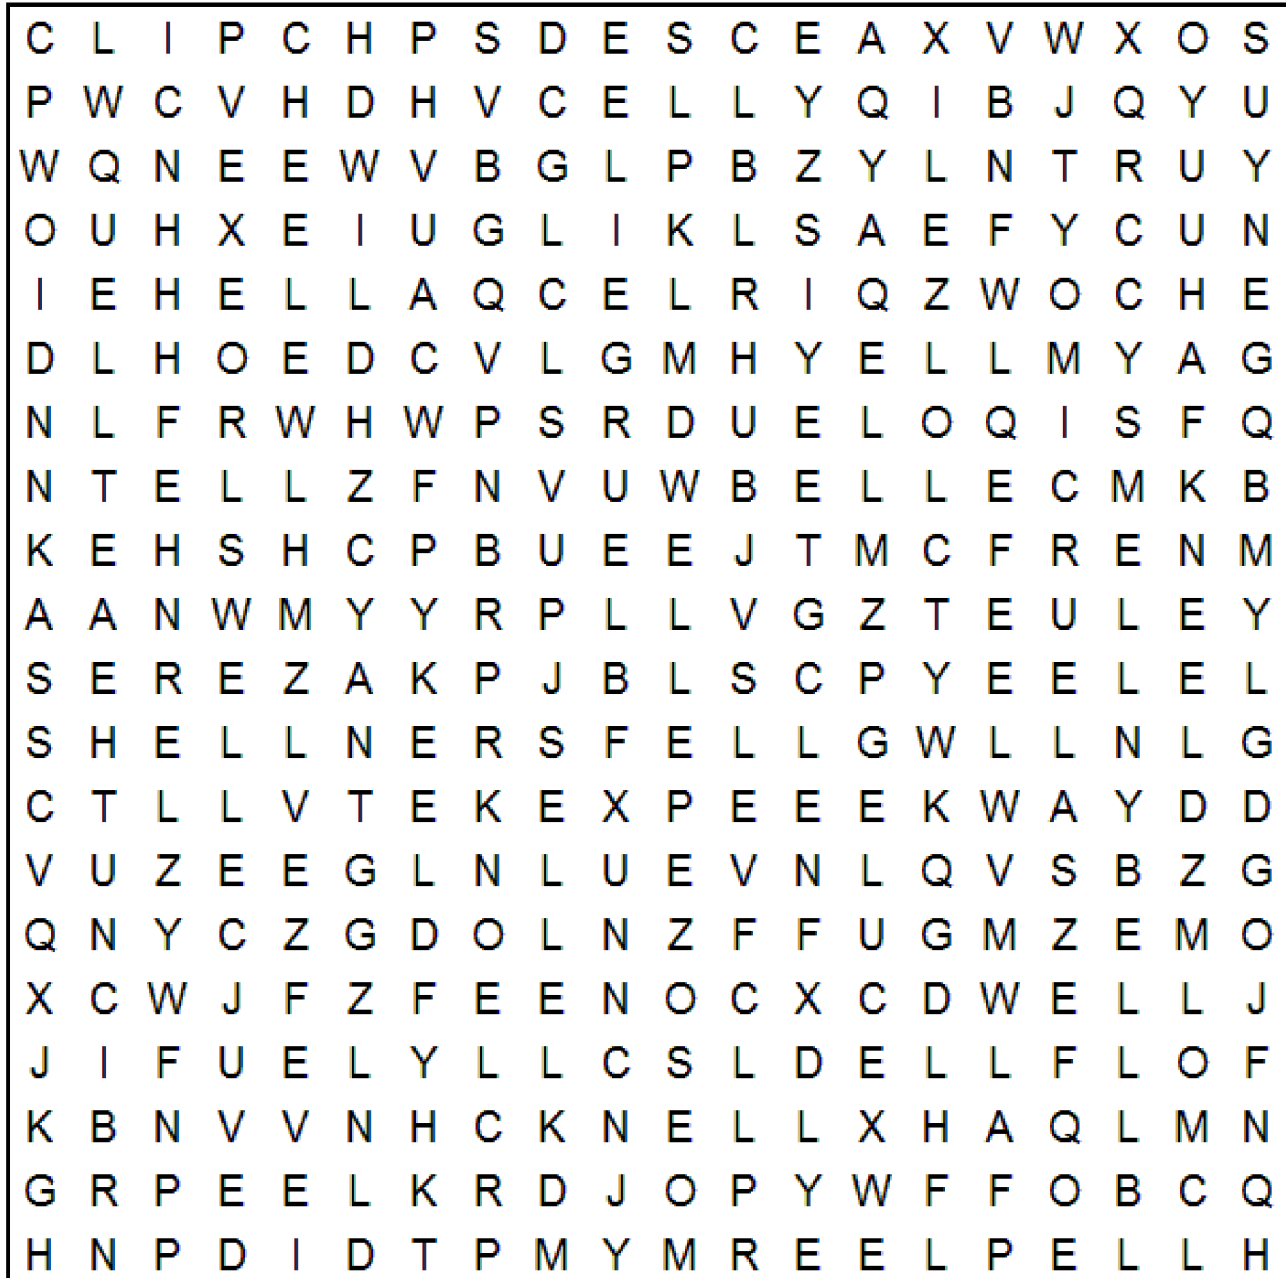 C L I P C H P S D E S C E A X V W X O S
P W C V H D H V C E L L Y Q I B J Q Y U
W Q N E E W V B G L P B Z Y L N T R U Y
O U H X E I U G L I K L S A E F Y C U N
I E H E L L A Q C E L R I Q Z W O C H E
D L H O E D C V L G M H Y E L L M Y A G
N L F R W H W P S R D U E L O Q I S F Q
N T E L L Z F N V U W B E L L E C M K B
K E H S H C P B U E E J T M C F R E N M
A A N W M Y Y R P L L V G Z T E U L E Y
S E R E Z A K P J B L S C P Y E E L E L
S H E L L N E R S F E L L G W L L N L G
C T L L V T E K E X P E E E K W A Y D D
V U Z E E G L N L U E V N L Q V S B Z G
Q N Y C Z G D O L N Z F F U G M Z E M O
X C W J F Z F E E N O C X C D W E L L J
J I F U E L Y L L C S L D E L L F L O F
K B N V V N H C K N E L L X H A Q L M N
G R P E E L K R D J O P Y W F F O B C Q
H N P D I D T P M Y M R E E L P E L L H